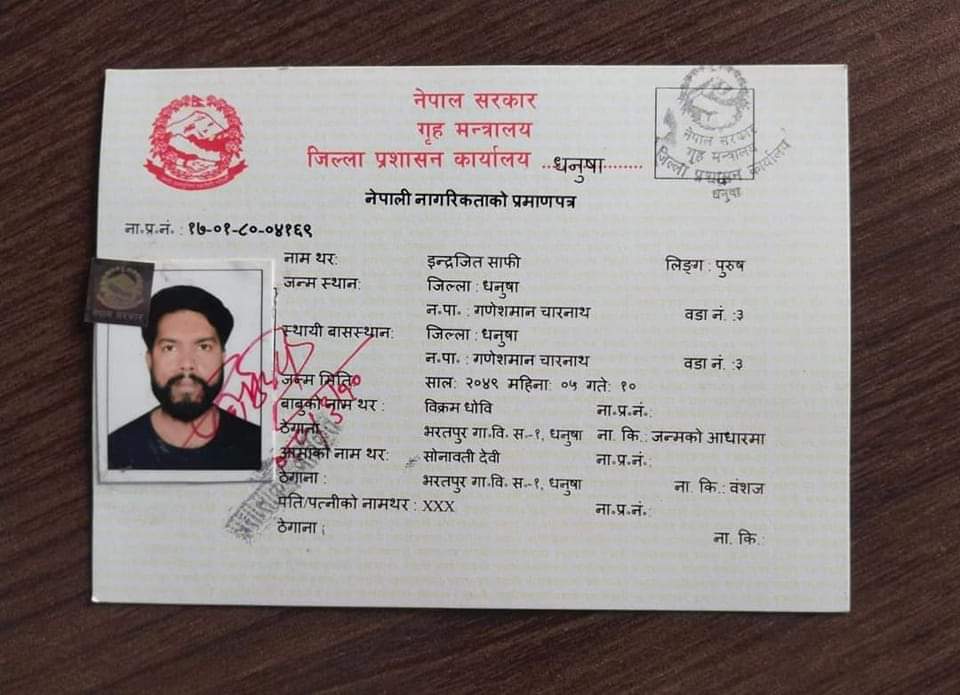 नेपाल सरकार
गृह मन्त्रालय
जिल्ला प्रशासन कार्यालय ...धनुषा........
नेपाल सरकार
गृह मन्त्रालय
जिल्ला प्रशासन कार्यालय
धनुषा
नेपाली नागरिकताको प्रमाणपत्र
ना॰प्र॰नं॰ : १७-०१-८०-०४१६९
नाम थर: इन्द्रजित साफी लिङ्ग : पुरुष
जन्म स्थान: जिल्ला : धनुषा
न॰पा॰ : गणेशमान चारनाथ वडा नं॰ :३
स्थायी बासस्थान: जिल्ला : धनुषा
न॰पा॰ : गणेशमान चारनाथ वडा नं॰ :३
जन्म मिति: साल: २०४९ महिना: ०५ गते: १०
बाबुको नाम थर : विक्रम धोवि ना॰प्र॰नं॰:
ठेगाना: भरतपुर गा॰वि॰ स॰-१, धनुषा ना॰ कि॰: जन्मको आधारमा
आमाको नाम थर: सोनावती देवी ना॰प्र॰नं॰:
ठेगाना : भरतपुर गा॰वि॰ स॰-१, धनुषा ना. कि.: वंशज
पति/पत्नीको नामथर : XXX ना॰प्र॰नं॰:
ठेगाना : ना. कि.:
नेपाल सरकार